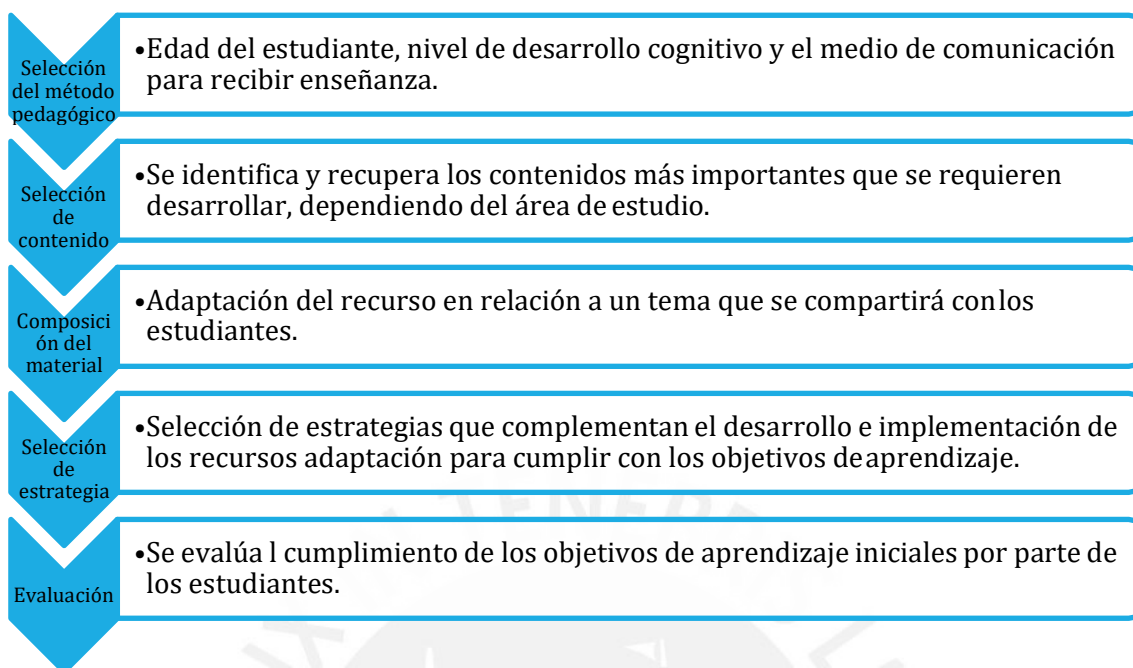 Selección
del método
pedagógico
•Edad del estudiante, nivel de desarrollo cognitivo y el medio de comunicación
para recibir enseñanza.
Selección
de
contenido
•Se identifica y recupera los contenidos más importantes que se requieren
desarrollar, dependiendo del área de estudio.
Composici
ón del
material
•Adaptación del recurso en relación a un tema que se compartirá conlos
estudiantes.
Selección
de
estrategia
•Selección de estrategias que complementan el desarrollo e implementación de
los recursos adaptación para cumplir con los objetivos deaprendizaje.
Evaluación
•Se evalúa l cumplimiento de los objetivos de aprendizaje iniciales por parte de
los estudiantes.